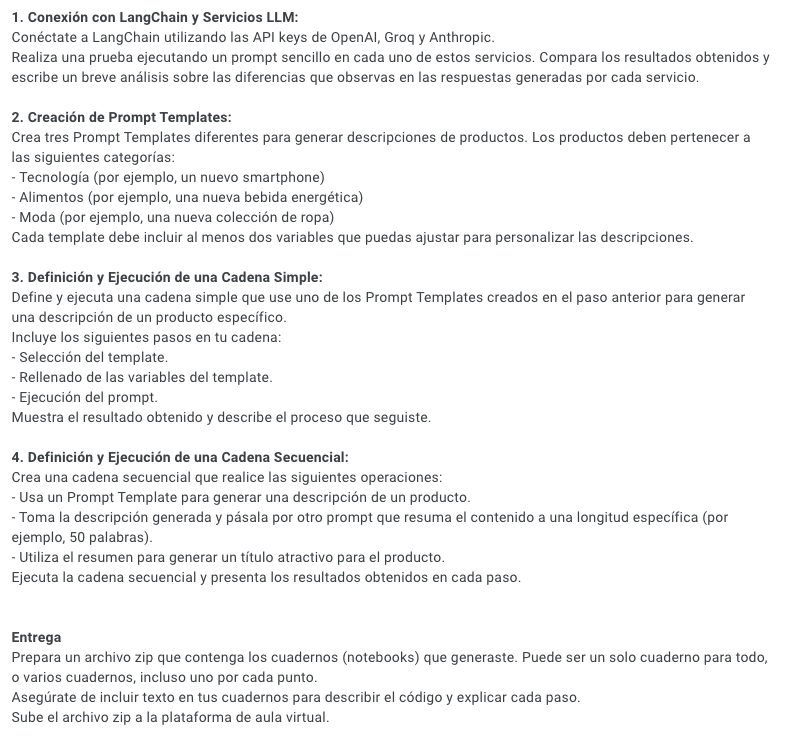 1. Conexión con LangChain y Servicios LLM:
Conéctate a LangChain utilizando las API keys de OpenAI, Groq y Anthropic.
Realiza una prueba ejecutando un prompt sencillo en cada uno de estos servicios. Compara los resultados obtenidos y
escribe un breve análisis sobre las diferencias que observas en las respuestas generadas por cada servicio.
2. Creación de Prompt Templates:
Crea tres Prompt Templates diferentes para generar descripciones de productos. Los productos deben pertenecer a
las siguientes categorías:
- Tecnología (por ejemplo, un nuevo smartphone)
- Alimentos (por ejemplo, una nueva bebida energética)
- Moda (por ejemplo, una nueva colección de ropa)
Cada template debe incluir al menos dos variables que puedas ajustar para personalizar las descripciones.
3. Definición y Ejecución de una Cadena Simple:
Define y ejecuta una cadena simple que use uno de los Prompt Templates creados en el paso anterior para generar
una descripción de un producto específico.
Incluye los siguientes pasos en tu cadena:
- Selección del template.
- Rellenado de las variables del template.
- Ejecución del prompt.
Muestra el resultado obtenido y describe el proceso que seguiste.
4. Definición y Ejecución de una Cadena Secuencial:
Crea una cadena secuencial que realice las siguientes operaciones:
- Usa un Prompt Template para generar una descripción de un producto.
- Toma la descripción generada y pásala por otro prompt que resuma el contenido a una longitud específica (por
ejemplo, 50 palabras).
- Utiliza el resumen para generar un título atractivo para el producto.
Ejecuta la cadena secuencial y presenta los resultados obtenidos en cada paso.
Entrega
Prepara un archivo zip que contenga los cuadernos (notebooks) que generaste. Puede ser un solo cuaderno para todo,
o varios cuadernos, incluso uno por cada punto.
Asegúrate de incluir texto en tus cuadernos para describir el código y explicar cada paso.
Sube el archivo zip a la plataforma de aula virtual.